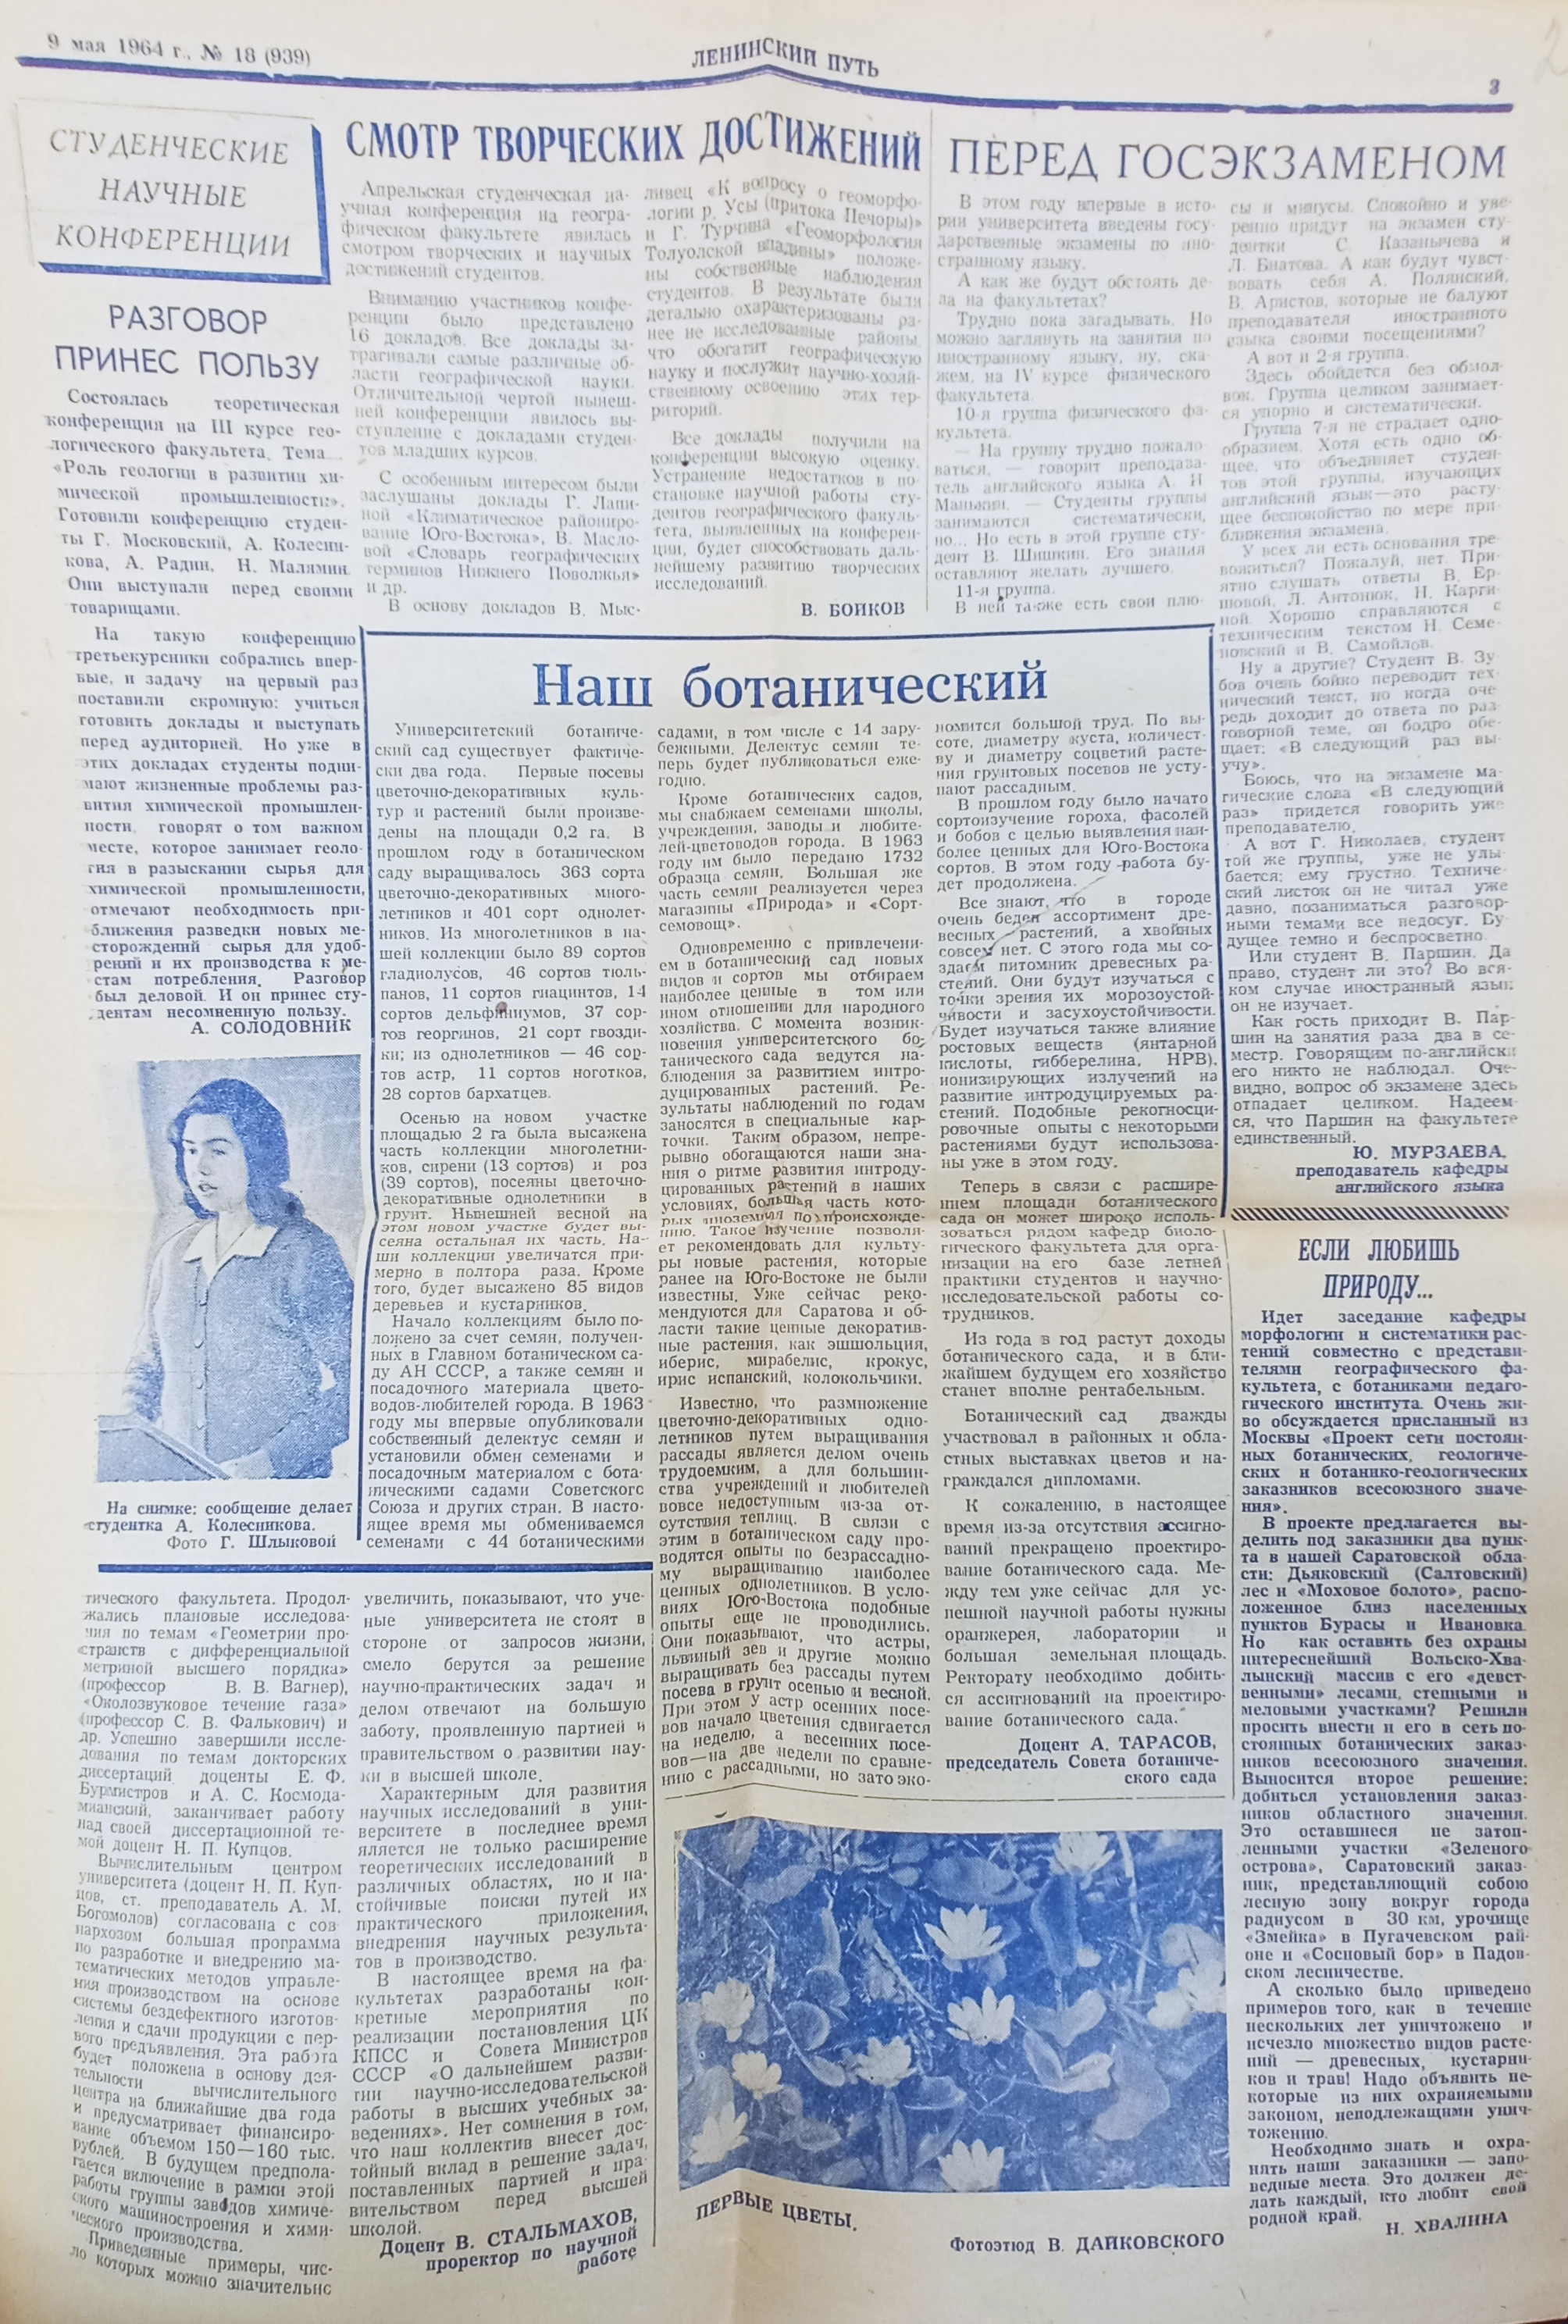 9 мая 1964 г., № 18 (939)
ЛЕНИНСКИЙ ПУТЬ
3
СТУДЕНЧЕСКИЕ
НАУЧНЫЕ
КОНФЕРЕНЦИИ
РАЗГОВОР
ПРИНЕС ПОЛЬЗУ
Состоялась теоретическая
конференция на III курсе гео-
логического факультета. Тема
«Роль геологии в развитии хи-
мической промышленности».
Готовили конференцию студен-
ты Г. Московский, А. Колесни-
кова, А. Радин, Н. Малямин.
Они выступали перед своими
товарищами.
На такую конференцию
третьекурсники собрались впер-
вые, и задачу на первый раз
поставили скромную: учиться
готовить доклады и выступать
перед аудиторией. Но уже в
этих докладах студенты подни-
мают жизненные проблемы раз-
вития химической промышлен-
ности, говорят о том важном
месте, которое занимает геоло-
гия в разыскании сырья для
химической промышленности,
отмечают необходимость при-
ближения разведки новых ме-
сторождений сырья для удоб-
рений и их производства к ме-
стам потребления. Разговор
был деловой. И он принес сту-
дентам несомненную пользу.
А. СОЛОДОВНИК
На снимке: сообщение делает
студентка А. Колесникова.
Фото Г. Шлыковой
СМОТР ТВОРЧЕСКИХ ДОСТИЖЕНИЙ
Апрельская студенческая на-
учная конференция на геогра-
фическом факультете явилась
смотром творческих и научных
достижений студентов.
Вниманию участников конфе-
ренции было представлено
16 докладов. Все доклады за-
трагивали самые различные об-
ласти географической науки.
Отличительной чертой нынеш-
ней конференции явилось вы-
ступление с докладами студен-
тов младших курсов.
С особенным интересом были
заслушаны доклады Г. Лапи-
ной «Климатическое райониро-
вание Юго-Востока», В. Масло-
вой «Словарь географических
терминов Нижнего Поволжья»
и др.
В основу докладов В. Мыс-
ливец «К вопросу о геоморфо-
логии р. Усы (притока Печоры)»
и Г. Турчина «Геоморфология
Толуолской впадины» положе-
ны собственные наблюдения
студентов. В результате были
детально охарактеризованы ра-
нее не исследованные районы,
что обогатит географическую
науку и послужит научно-хозяй-
ственному освоению этих тер-
риторий.
Все доклады получили на
конференции высокую оценку.
Устранение недостатков в по-
становке научной работы сту-
дентов географического факуль-
тета, выявленных на конферен-
ции, будет способствовать даль-
нейшему развитию творческих
исследований.
В. БОЙКОВ
ПЕРЕД ГОСЭКЗАМЕНОМ
В этом году впервые в исто-
рии университета введены госу-
дарственные экзамены по ино-
странному языку.
А как же будут обстоять де-
ла на факультетах?
Трудно пока загадывать. Но
можно заглянуть на занятия по
иностранному языку, ну, ска-
жем, на IV курсе физического
факультета.
10-я группа физического фа-
культета.
— На группу трудно пожало-
ваться, — говорит преподава-
тель английского языка А. И
Манькин. — Студенты группы
занимаются систематически,
но... Но есть в этой группе сту-
дент В. Шишкин. Его знания
оставляют желать лучшего.
11-я группа.
В ней также есть свои плю-
сы и минусы. Спокойно и уве-
ренно придут на экзамен сту-
дентки С. Казанычева и
Л. Биатова. А как будут чувст-
вовать себя А. Полянский,
В. Аристов, которые не балуют
преподавателя иностранного
языка своими посещениями?
А вот и 2-я группа.
Здесь обойдется без обмол-
вок. Группа целиком занимает-
ся упорно и систематически.
Группа 7-я не страдает одно-
образием. Хотя есть одно об-
щее, что объединяет студен-
тов этой группы, изучающих
английский язык—это расту-
щее беспокойство по мере при-
ближения экзамена.
У всех ли есть основания тре-
вожиться? Пожалуй, нет. При-
ятно слушать ответы В. Ер-
шовой, Л. Антонюк, Н. Карги-
ной. Хорошо справляются с
техническим текстом Н. Семе-
новский и В. Самойлов.
Ну а другие? Студент В. Зу-
бов очень бойко переводит тех-
нический текст, но когда оче
редь доходит до ответа по раз-
говорной теме, он бодро обе-
щает: «В следующий раз вы-
учу».
Боюсь, что на экзамене ма-
гические слова «В следующий
раз» придется говорить уже
преподавателю.
А вот Г. Николаев, студент
той же группы, уже не улы-
бается: ему грустно. Техниче-
ский листок он не читал уже
давно, позаниматься разговор-
ными темами все недосуг. Бу-
дущее темно и беспросветно.
Или студент В. Паршин. Да
право, студент ли это? Во вся-
ком случае иностранный язык
он не изучает.
Как гость приходит В. Пар-
шин на занятия раза два в се-
местр. Говорящим по-английски
его никто не наблюдал. Оче-
видно, вопрос об экзамене здесь
отпадает целиком. Надеем-
ся, что Паршин на факультете
единственный.
Ю. МУРЗАЕВА,
преподаватель кафедры
английского языка
Наш ботанический
Университетский ботаниче-
ский сад существует фактиче-
ски два года. Первые посевы
цветочно-декоративных куль-
тур и растений были произве-
дены на площади 0,2 га. В
прошлом году в ботаническом
саду выращивалось 363 сорта
цветочно-декоративных много-
летников и 401 сорт однолет-
ников. Из многолетников в на-
шей коллекции было 89 сортов
гладиолусов, 46 сортов тюль-
панов, 11 сортов гиацинтов, 14
сортов дельфиниумов, 37 сор-
тов георгинов, 21 сорт гвозди-
ки; из однолетников — 46 сор-
тов астр, 11 сортов ноготков,
28 сортов бархатцев.
Осенью на новом участке
площадью 2 га была высажена
часть коллекции многолетни-
ков, сирени (13 сортов) и роз
(39 сортов), посеяны цветочно-
декоративные однолетники в
грунт. Нынешней весной на
этом новом участке будет вы-
сеяна остальная их часть. На-
ши коллекции увеличатся при-
мерно в полтора раза. Кроме
того, будет высажено 85 видов
деревьев и кустарников.
Начало коллекциям было по-
ложено за счет семян, получен-
ных в Главном ботаническом са-
ду АН СССР, а также семян и
посадочного материала цвето-
водов-любителей города. В 1963
году мы впервые опубликовали
собственный делектус семян и
установили обмен семенами и
посадочным материалом с бота-
ническими садами Советского
Союза и других стран. В насто-
ящее время мы обмениваемся
семенами с 44 ботаническими
садами, в том числе с 14 зару-
бежными. Делектус семян те-
перь будет публиковаться еже-
годно.
Кроме ботанических садов,
мы снабжаем семенами школы,
учреждения, заводы и любите-
лей-цветоводов города. В 1963
году им было передано 1732
образца семян. Большая же
часть семян реализуется через
магазины «Природа» и «Сорт-
семовощ».
Одновременно с привлечени-
ем в ботанический сад новых
видов и сортов мы отбираем
наиболее ценные в том или
ином отношении для народного
хозяйства. С момента возник-
новения университетского бо-
танического сада ведутся на-
блюдения за развитием интро-
дуцированных растений. Ре-
зультаты наблюдений по годам
заносятся в специальные кар-
точки. Таким образом, непре-
рывно обогащаются наши зна-
ния о ритме развития интроду-
цированных растений в наших
условиях, большая часть кото-
рых иноземна по происхожде-
нию. Такое изучение позволя-
ет рекомендовать для культу-
ры новые растения, которые
ранее на Юго-Востоке не были
известны. Уже сейчас реко-
мендуются для Саратова и об-
ласти такие ценные декоратив-
ные растения, как эшшольция,
иберис, мирабелис, крокус,
ирис испанский, колокольчики.
Известно, что размножение
цветочно-декоративных одно-
летников путем выращивания
рассады является делом очень
трудоемким, а для большин-
ства учреждений и любителей
вовсе недоступным из-за от-
сутствия теплиц. В связи с
этим в ботаническом саду про-
водятся опыты по безрассадно-
му выращиванию наиболее
ценных однолетников. В усло-
виях Юго-Востока подобные
опыты еще не проводились.
Они показывают, что астры,
львиный зев и другие можно
выращивать без рассады путем
посева в грунт осенью и весной.
При этом у астр осенних посе-
вов начало цветения сдвигается
на неделю, а весенних посе-
вов—на две недели по сравне-
нию с рассадными, но зато эко-
номится большой труд. По вы-
соте, диаметру куста, количест-
ву и диаметру соцветий расте-
ния грунтовых посевов не усту-
пают рассадным.
В прошлом году было начато
сортоизучение гороха, фасолей
и бобов с целью выявления наи-
более ценных для Юго-Востока
сортов. В этом году работа бу-
дет продолжена.
Все знают, что в городе
очень беден ассортимент дре-
весных растений, а хвойных
совсем нет. С этого года мы со-
здаем питомник древесных ра-
стений. Они будут изучаться с
точки зрения их морозоустой-
чивости и засухоустойчивости.
Будет изучаться также влияние
ростовых веществ (янтарной
кислоты, гибберелина, НРВ),
ионизирующих излучений на
развитие интродуцируемых ра-
стений. Подобные рекогносци-
ровочные опыты с некоторыми
растениями будут использова-
ны уже в этом году.
Теперь в связи с расшире-
нием площади ботанического
сада он может широко исполь-
зоваться рядом кафедр биоло-
гического факультета для орга-
низации на его базе летней
практики студентов и научно-
исследовательской работы со-
трудников.
Из года в год растут доходы
ботанического сада, и в бли-
жайшем будущем его хозяйство
станет вполне рентабельным.
Ботанический сад дважды
участвовал в районных и обла-
стных выставках цветов и на-
граждался дипломами.
К сожалению, в настоящее
время из-за отсутствия ассигно-
ваний прекращено проектиро-
вание ботанического сада. Ме-
жду тем уже сейчас для ус-
пешной научной работы нужны
оранжерея, лаборатории и
большая земельная площадь.
Ректорату необходимо добить-
ся ассигнований на проектиро-
вание ботанического сада.
Доцент А. ТАРАСОВ,
председатель Совета ботаниче-
ского сада
ЕСЛИ ЛЮБИШЬ
ПРИРОДУ...
Идет заседание кафедры
морфологии и систематики рас-
тений совместно с представи-
телями географического фа-
культета, с ботаниками педаго-
гического института. Очень жи-
во обсуждается присланный из
Москвы «Проект сети постоян-
ных ботанических, геологиче-
ских и ботанико-геологических
заказников всесоюзного значе-
ния».
В проекте предлагается вы-
делить под заказники два пунк-
та в нашей Саратовской обла-
сти: Дьяковский (Салтовский)
лес и «Моховое болото», распо-
ложенное близ населенных
пунктов Бурасы и Ивановка.
Но как оставить без охраны
интереснейший Вольско-Хва-
лынский массив с его «девст-
венными» лесами, степными и
меловыми участками? Решили
просить внести и его в сеть по-
стоянных ботанических заказ-
ников всесоюзного значения.
Выносится второе решение:
добиться установления заказ-
ников областного значения.
Это оставшиеся не затоп-
ленными участки «Зеленого
острова», Саратовский заказ-
ник, представляющий собою
лесную зону вокруг города
радиусом в 30 км, урочище
«Змейка» в Пугачевском рай-
оне и «Сосновый бор» в Падов-
ском лесничестве.
А сколько было приведено
примеров того, как в течение
нескольких лет уничтожено и
исчезло множество видов расте-
ний — древесных, кустарни-
ков и трав! Надо объявить не-
которые из них охраняемыми
законом, неподлежащими унич-
тожению.
Необходимо знать и охра-
нять наши заказники — запо-
ведные места. Это должен де-
лать каждый, кто любит свой
родной край.
Н. ХВАЛИНА
тического факультета. Продол-
жались плановые исследова-
ния по темам «Геометрии про-
странств с дифференциальной
метрикой высшего порядка»
(профессор В. В. Вагнер),
«Околозвуковое течение газа»
(профессор С. В. Фалькович) и
др. Успешно завершили иссле-
дования по темам докторских
диссертаций доценты Е. Ф.
Бурмистров и А. С. Космода-
мианский, заканчивает работу
над своей диссертационной те-
мой доцент Н. П. Купцов.
Вычислительным центром
университета (доцент Н. П. Куп-
цов, ст. преподаватель А. М.
Богомолов) согласована с сов
нархозом большая программа
по разработке и внедрению ма-
тематических методов управле-
ния производством на основе
системы бездефектного изготов-
ления и сдачи продукции с пер-
вого предъявления. Эта работа
будет положена в основу дея-
тельности вычислительного
центра на ближайшие два года
и предусматривает финансиро-
вание объемом 150—160 тыс.
рублей. В будущем предпола-
гается включение в рамки этой
работы группы заводов химиче-
ского машиностроения и хими-
ческого производства.
Приведенные примеры, чис-
ло которых можно значительно
увеличить, показывают, что уче-
ные университета не стоят в
стороне от запросов жизни,
смело берутся за решение
научно-практических задач и
делом отвечают на большую
заботу, проявленную партией и
правительством о развитии нау-
ки в высшей школе.
Характерным для развития
научных исследований в уни-
верситете в последнее время
является не только расширение
теоретических исследований в
различных областях, но и на-
стойчивые поиски путей их
практического приложения,
внедрения научных результа-
тов в производство.
В настоящее время на фа-
культетах разработаны кон-
кретные мероприятия по
реализации постановления ЦК
КПСС и Совета Министров
СССР «О дальнейшем разви-
тии научно-исследовательской
работы в высших учебных за-
ведениях». Нет сомнения в том,
что наш коллектив внесет дос-
тойный вклад в решение задач,
поставленных партией и пра-
вительством перед высшей
школой.
Доцент В. СТАЛЬМАХОВ,
проректор по научной
работе
ПЕРВЫЕ ЦВЕТЫ.
Фотоэтюд В. ДАЙКОВСКОГО